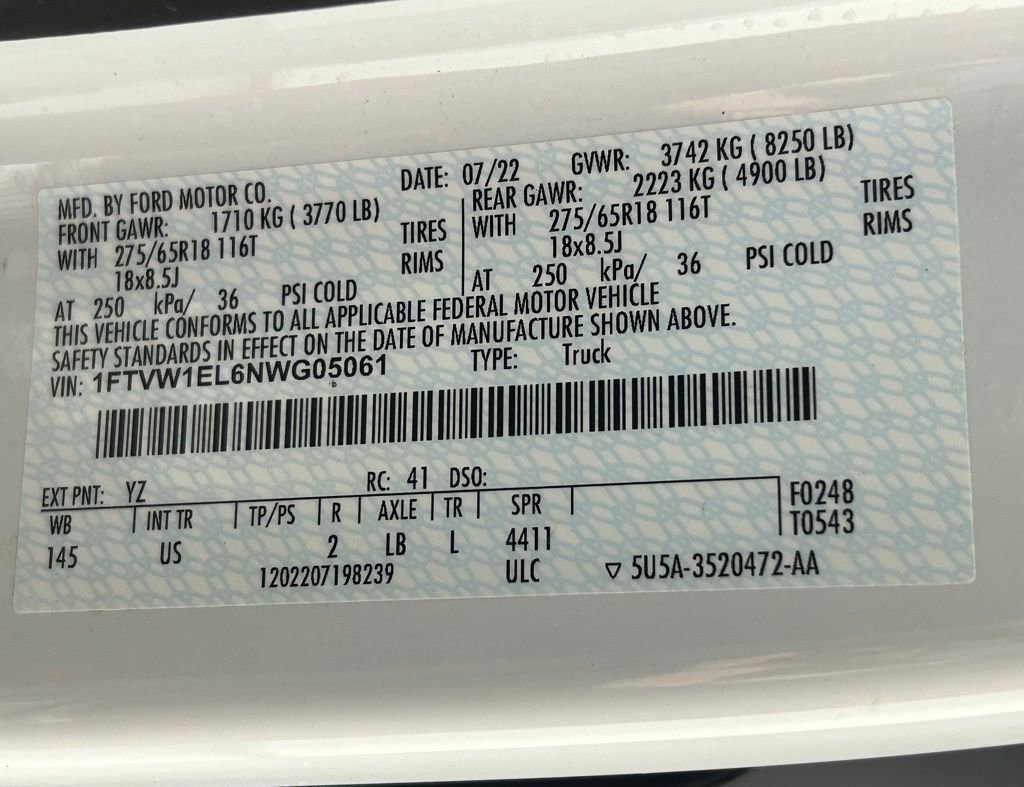 MFD. BY FORD MOTOR CO. DATE: 07/22 GVWR: 3742 KG ( 8250 LB)
FRONT GAWR: 1710 KG ( 3770 LB) REAR GAWR: 2223 KG ( 4900 LB)
WITH 275/65R18 116T TIRES WITH 275/65R18 116T TIRES
18x8.5J RIMS 18x8.5J RIMS
AT 250 kPa/ 36 PSI COLD AT 250 kPa/ 36 PSI COLD
THIS VEHICLE CONFORMS TO ALL APPLICABLE FEDERAL MOTOR VEHICLE
SAFETY STANDARDS IN EFFECT ON THE DATE OF MANUFACTURE SHOWN ABOVE.
VIN: 1FTVW1EL6NWG05061 TYPE: Truck
EXT PNT: YZ RC: 41 DSO:
WB INT TR TP/PS R AXLE TR SPR F0248
145 US 2 LB L 4411 T0543
1202207198239 ULC ▽ 5U5A-3520472-AA